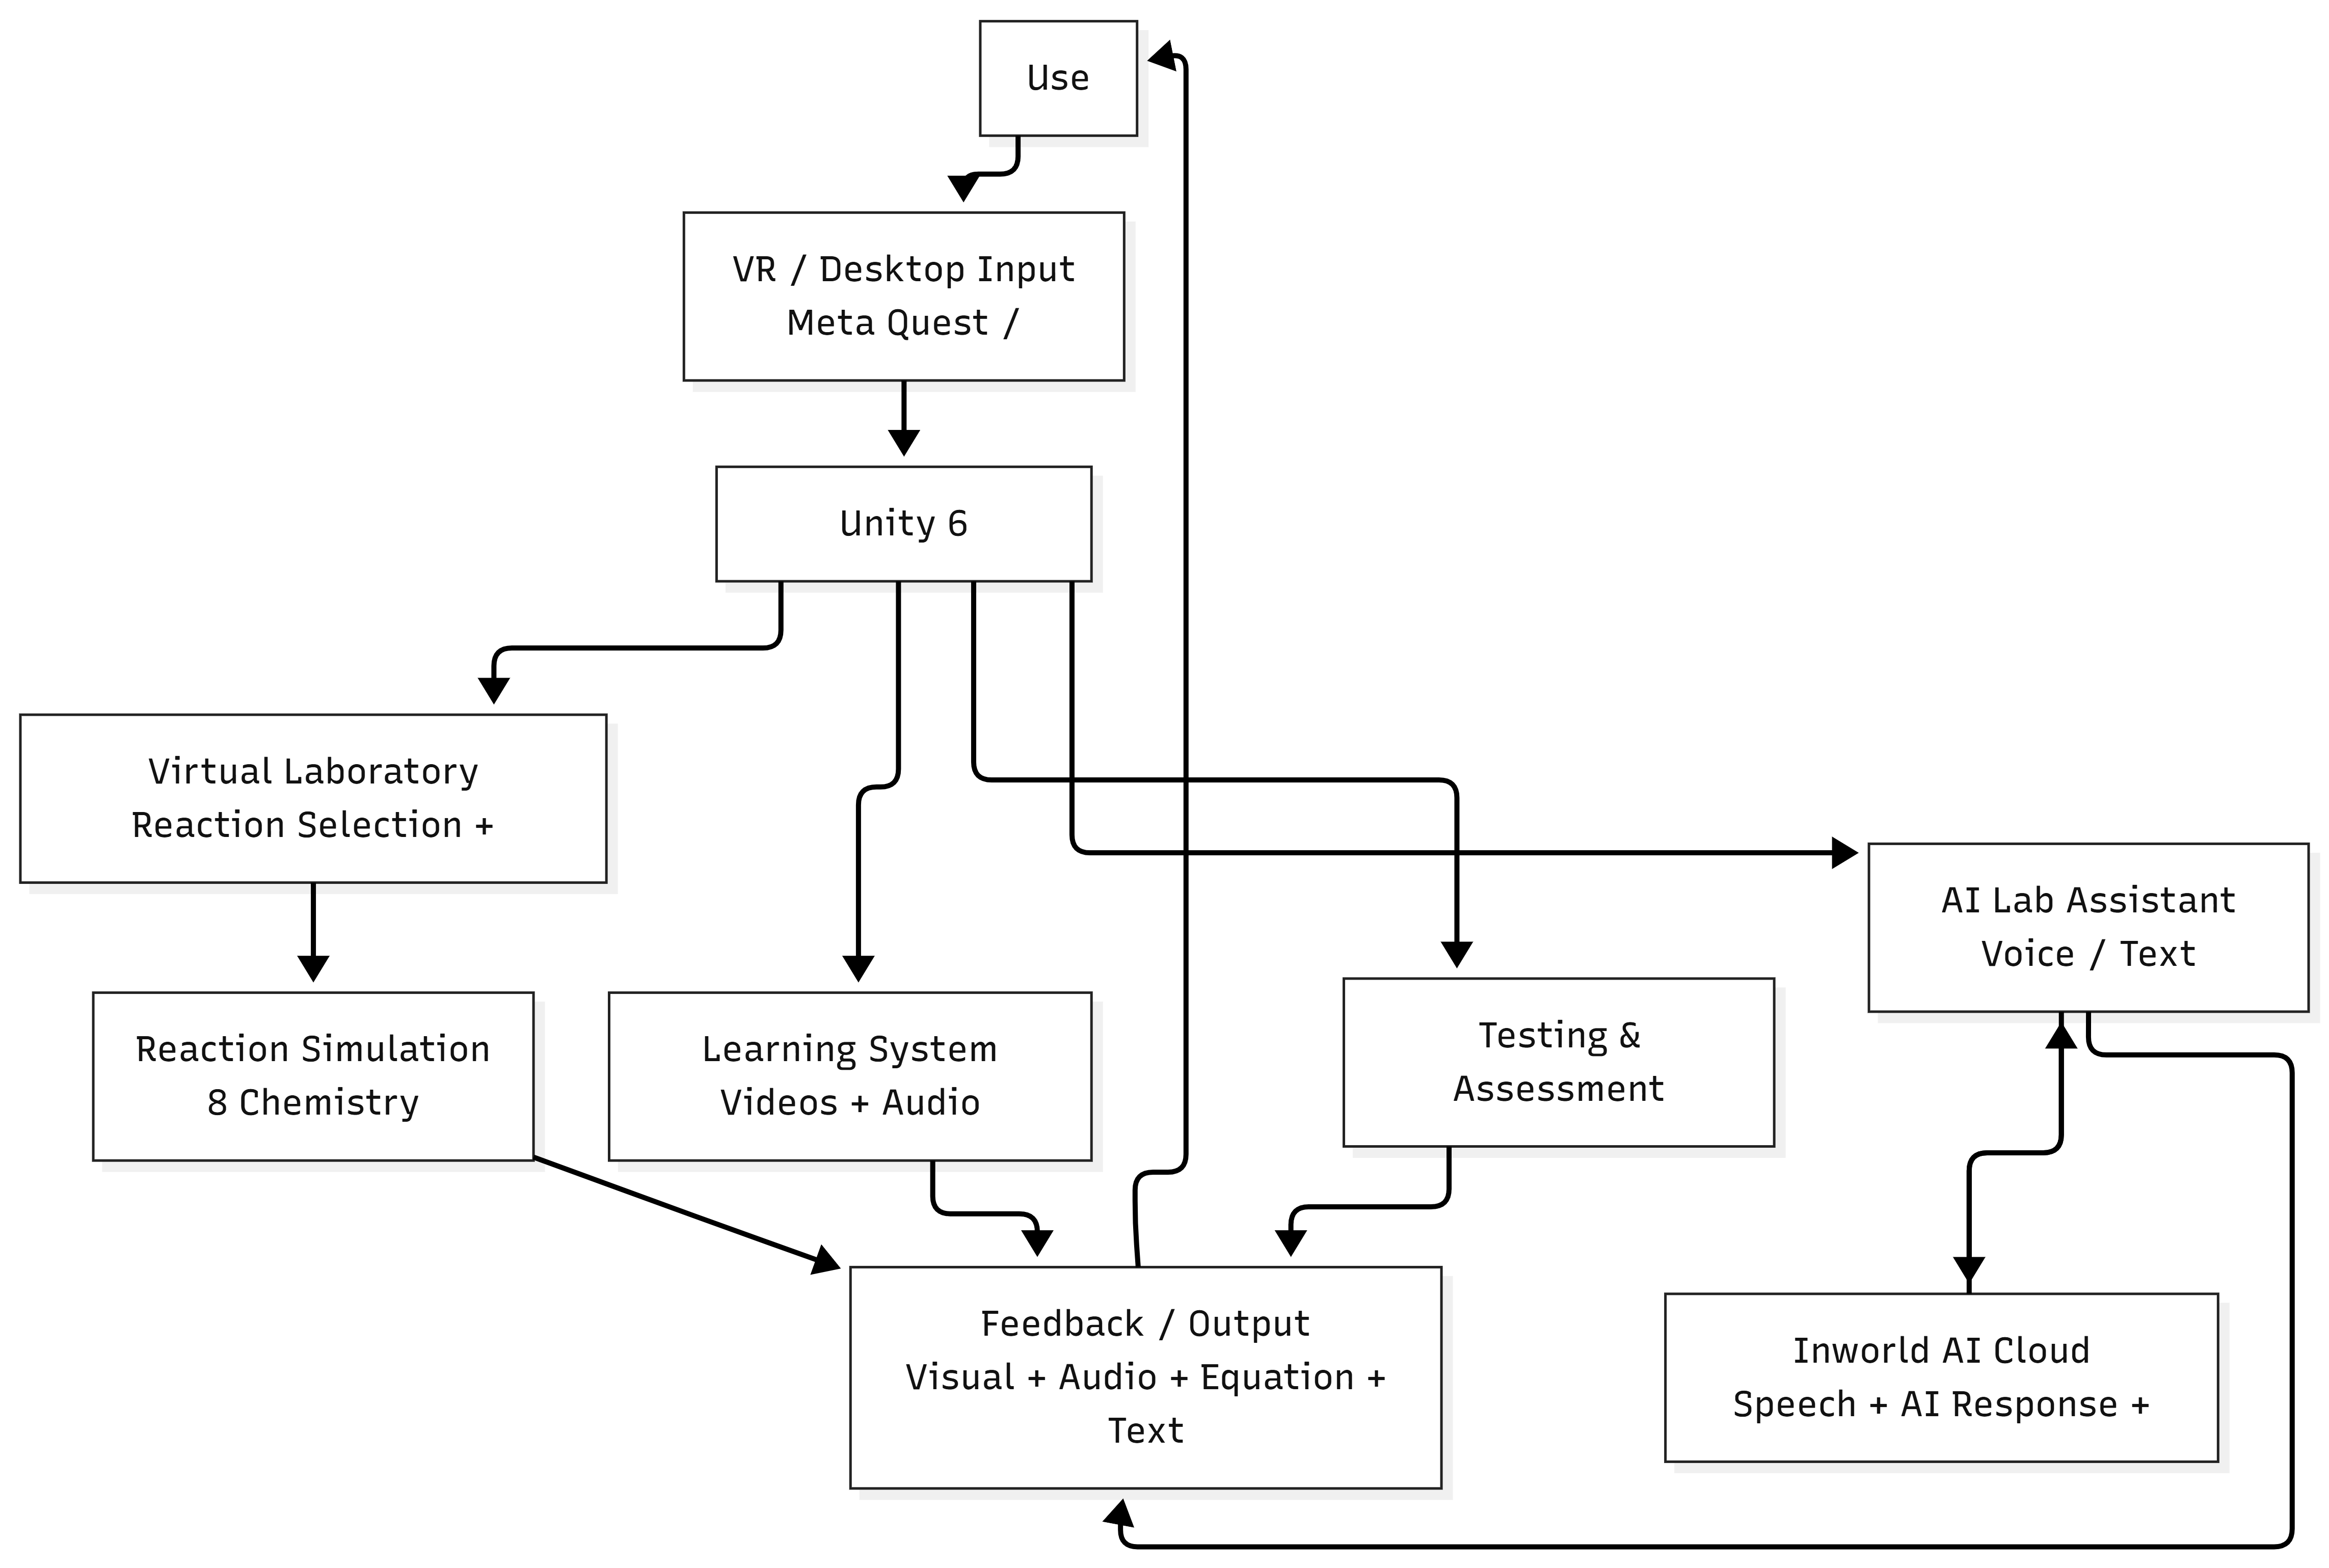 Use
VR / Desktop Input
Meta Quest /
Unity 6
Virtual Laboratory
Reaction Selection +
AI Lab Assistant
Voice / Text
Reaction Simulation
8 Chemistry
Learning System
Videos + Audio
Testing &
Assessment
Feedback / Output
Visual + Audio + Equation +
Text
Inworld AI Cloud
Speech + AI Response +